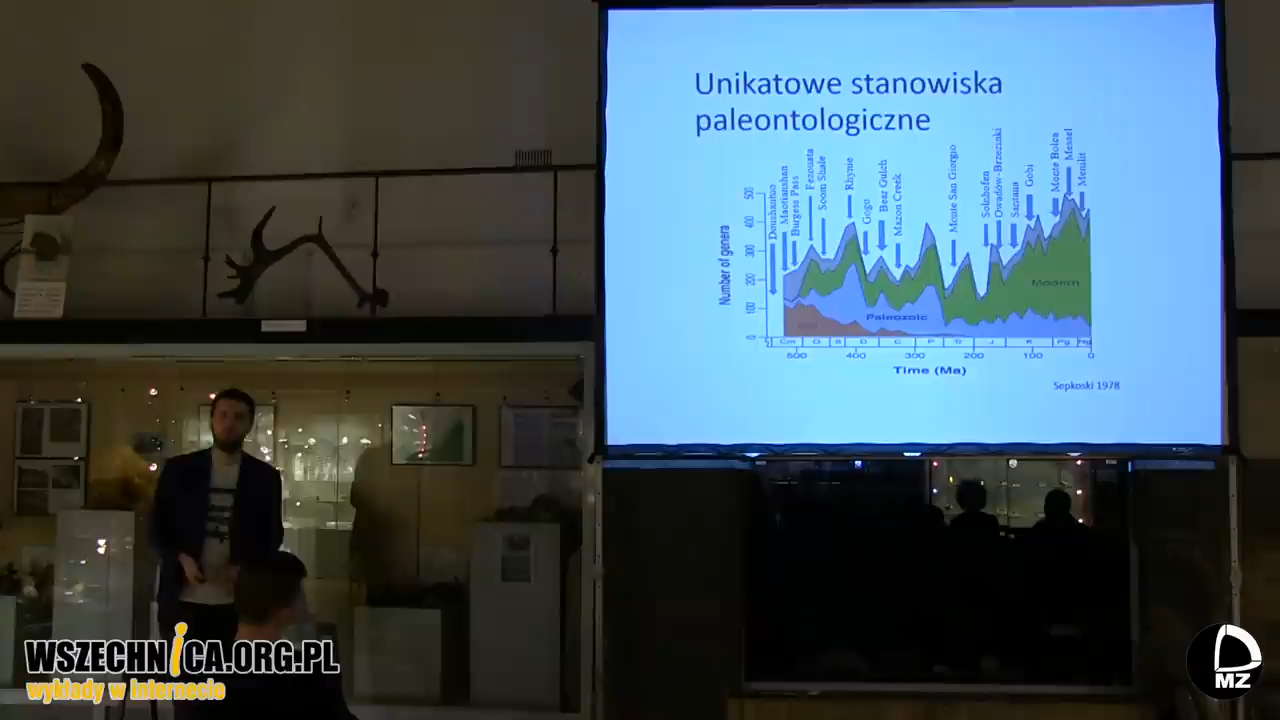 Unikatowe stanowiska
paleontologiczne
Doushantuo
Maotianshan
Burgess Pass
Fezouata
Soom Shale
Rhynie
Gogo
Bear Gulch
Mazon Creek
Monte San Giorgio
Solnhofen
Owadów-Brzezinki
Santana
Gobi
Monte Bolca
Messel
Menilit
Number of genera
500
400
300
200
100
0
Modern
Paleozoic
Cm O S D C P Tr J K Pg Ng
500 400 300 200 100 0
Time (Ma)
Sepkoski 1978
WSZECHNiCA.ORG.PL
wykłady w internecie
MZ